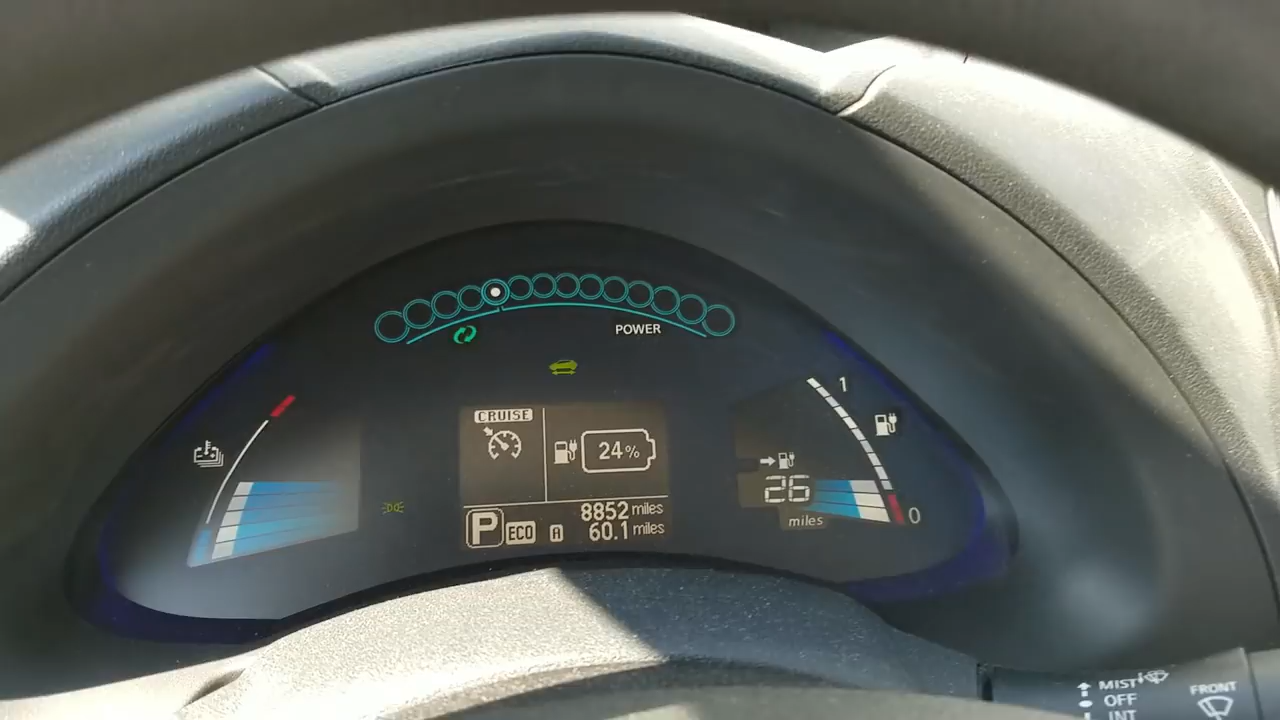 POWER
CRUISE
24%
1
26
miles
0
8852 miles
P ECO A 60.1 miles
MIST
OFF
INT
FRONT